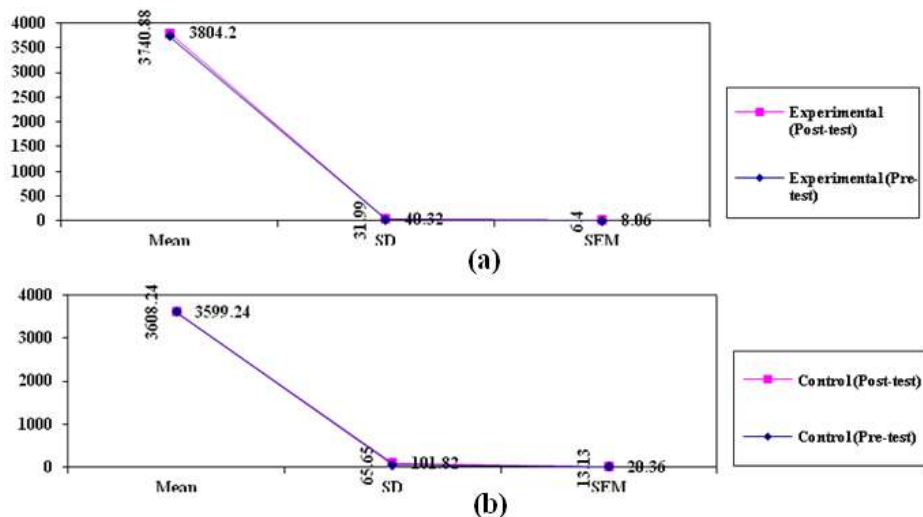 4000
3500
3000
2500
2000
1500
1000
500
0
3740.88
3804.2
31.99
40.32
6.4
8.06
Mean
SD
SEM
Experimental
(Post-test)
Experimental (Pre-
test)
(a)
4000
3000
2000
1000
0
3608.24
3599.24
65.65
101.82
13.13
20.36
Mean
SD
SEM
Control (Post-test)
Control (Pre-test)
(b)